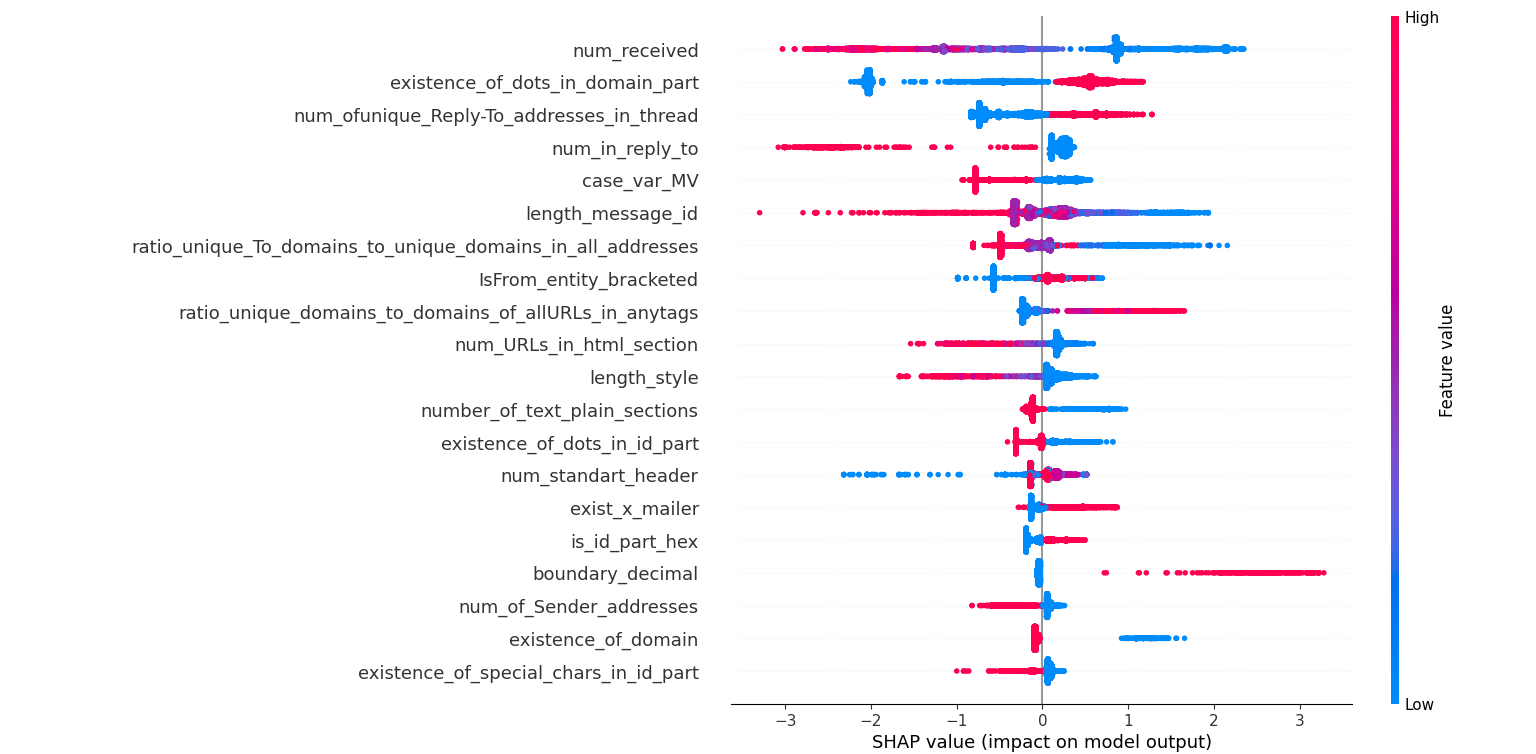 High
num_received
existence_of_dots_in_domain_part
num_ofunique_Reply-To_addresses_in_thread
num_in_reply_to
case_var_MV
length_message_id
ratio_unique_To_domains_to_unique_domains_in_all_addresses
IsFrom_entity_bracketed
ratio_unique_domains_to_domains_of_allURLs_in_anytags
num_URLs_in_html_section
length_style
number_of_text_plain_sections
existence_of_dots_in_id_part
num_standart_header
exist_x_mailer
is_id_part_hex
boundary_decimal
num_of_Sender_addresses
existence_of_domain
existence_of_special_chars_in_id_part
Feature value
Low
−3 −2 −1 0 1 2 3
SHAP value (impact on model output)